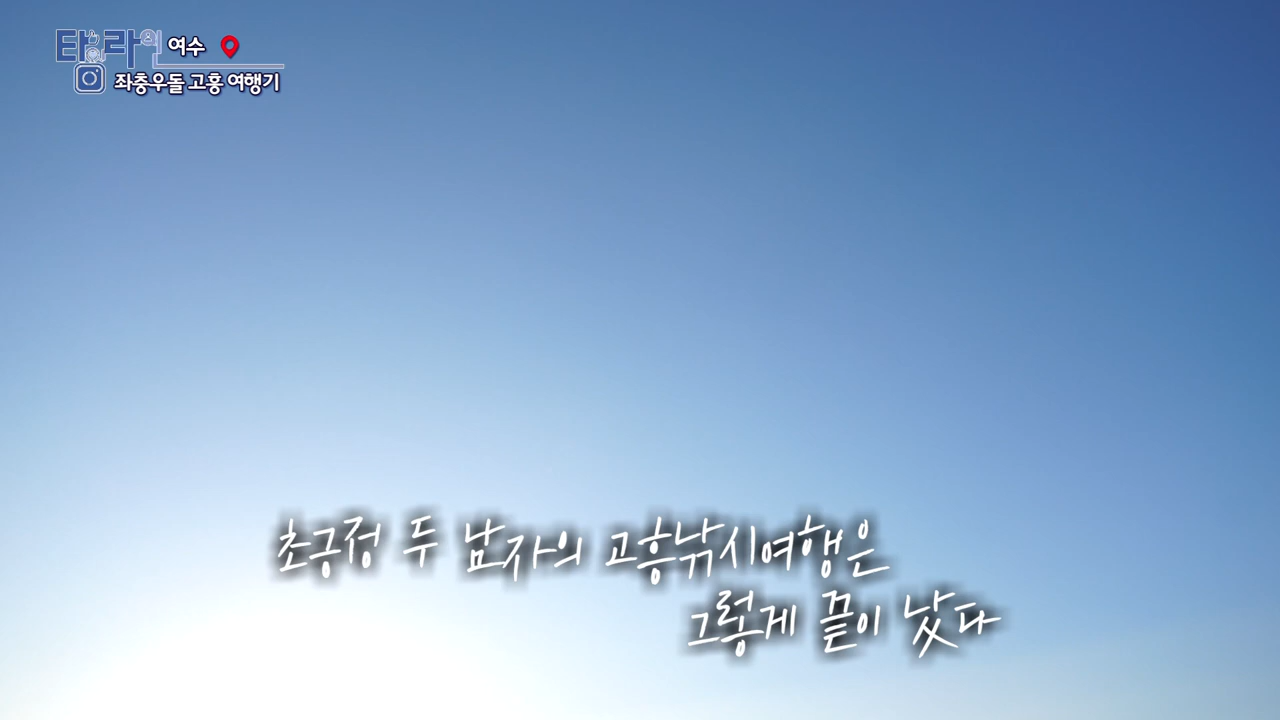 타라의 여수
좌충우돌 고흥 여행기
초긍정 두 남자의 고흥낚시여행은
그렇게 끝이 났다